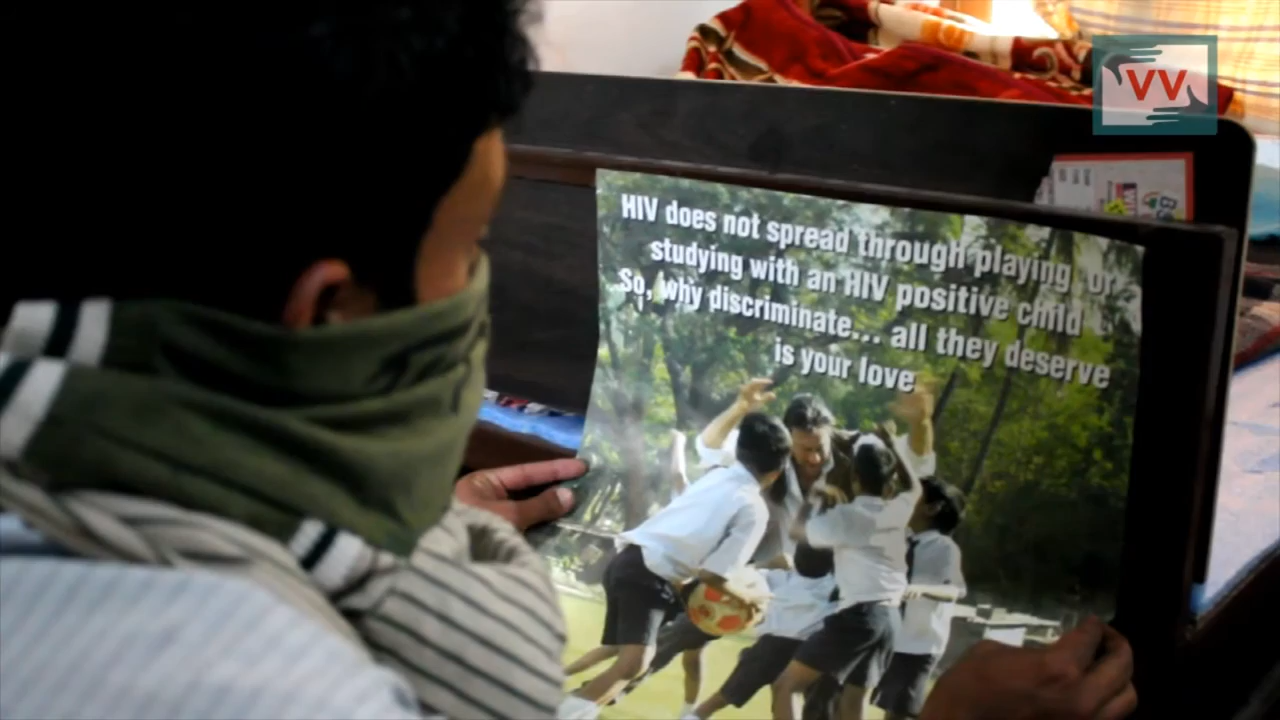 VV
HIV does not spread through playing, or
studying with an HIV positive child
So, why discriminate... all they deserve
is your love